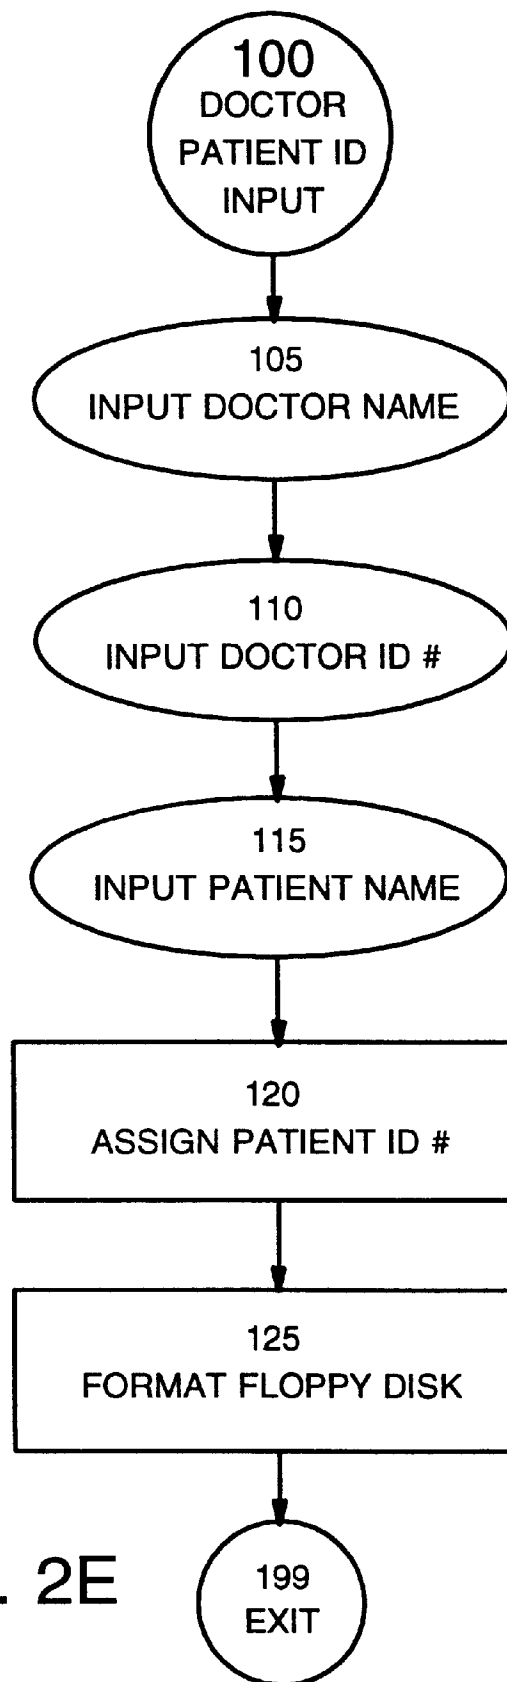 100
DOCTOR
PATIENT ID
INPUT
105
INPUT DOCTOR NAME
110
INPUT DOCTOR ID #
115
INPUT PATIENT NAME
120
ASSIGN PATIENT ID #
125
FORMAT FLOPPY DISK
199
EXIT
. 2E